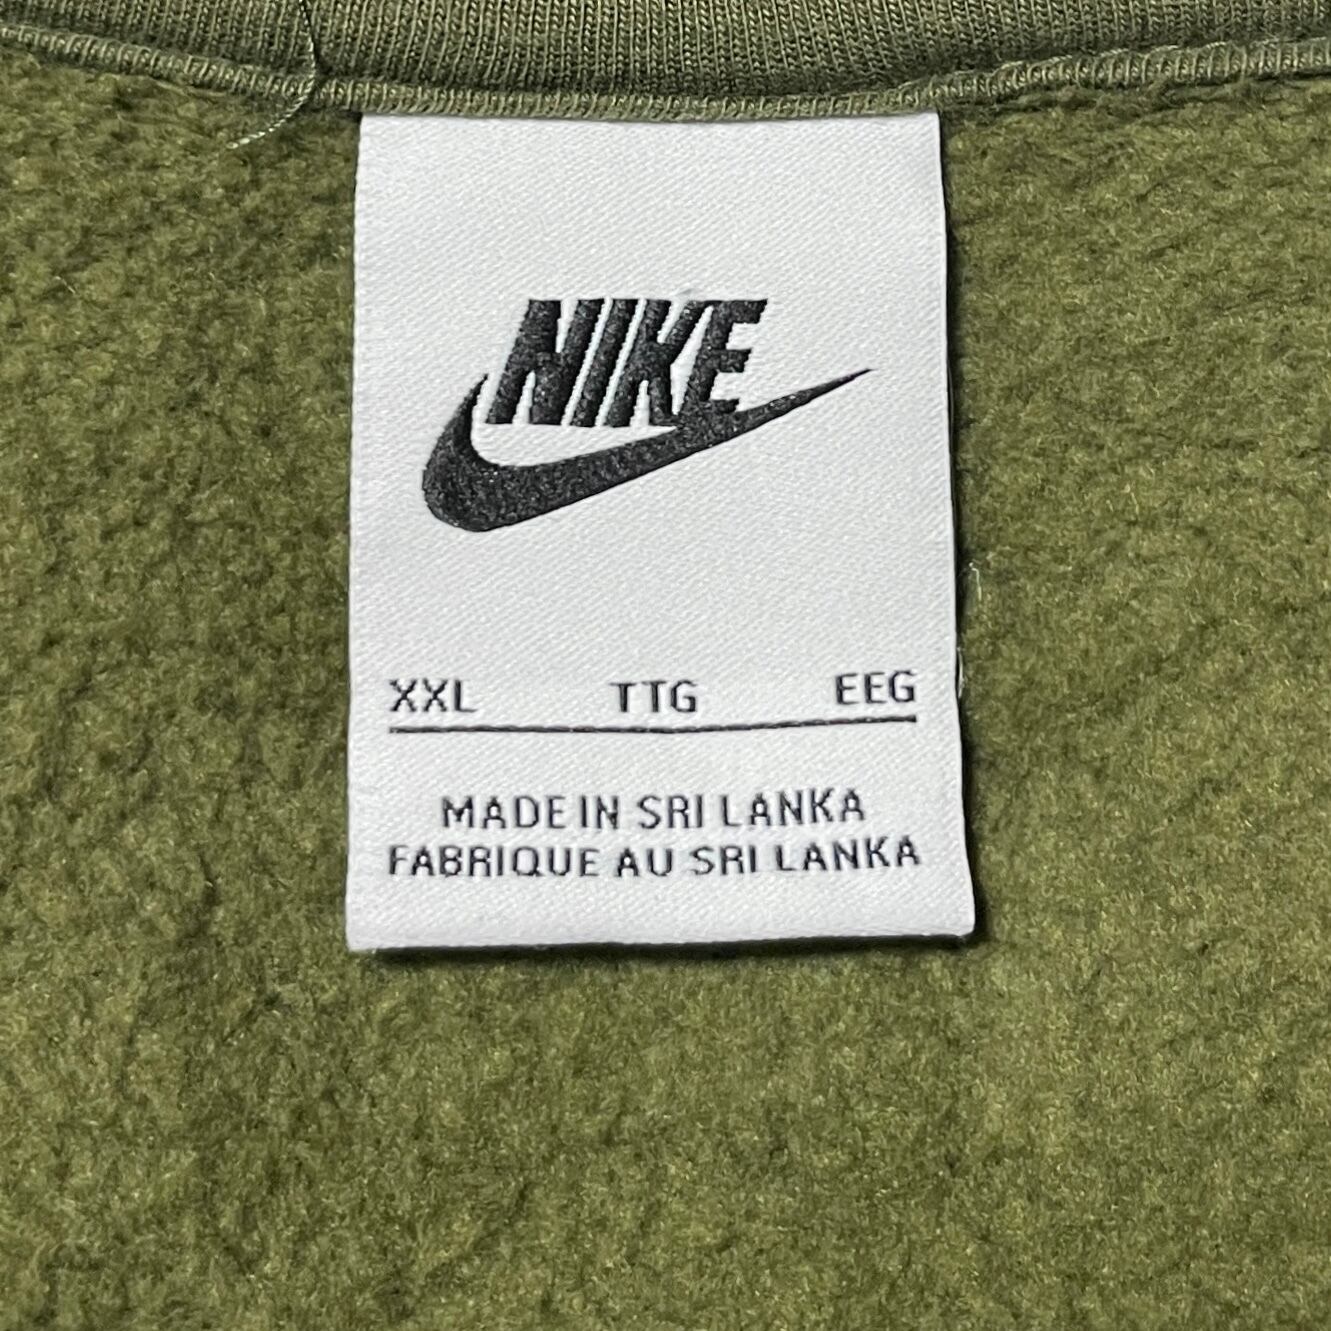 NIKE
XXL TTG EEG
MADE IN SRI LANKA
FABRIQUE AU SRI LANKA